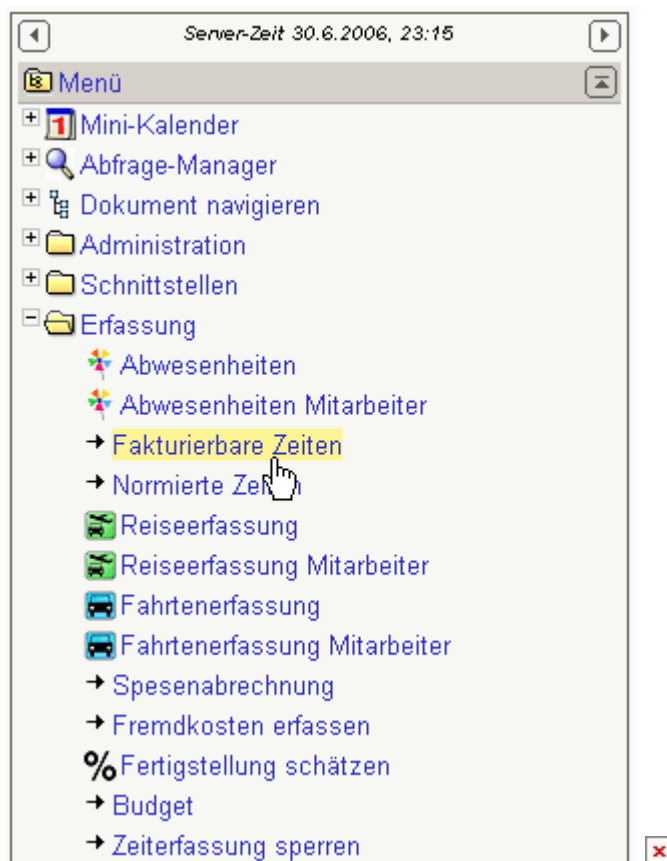 Server-Zeit 30.6.2006, 23:15
Menü
Mini-Kalender
Abfrage-Manager
Dokument navigieren
Administration
Schnittstellen
Erfassung
Abwesenheiten
Abwesenheiten Mitarbeiter
Fakturierbare Zeiten
Normierte Zeiten
Reiseerfassung
Reiseerfassung Mitarbeiter
Fahrtenerfassung
Fahrtenerfassung Mitarbeiter
Spesenabrechnung
Fremdkosten erfassen
Fertigstellung schätzen
Budget
Zeiterfassung sperren